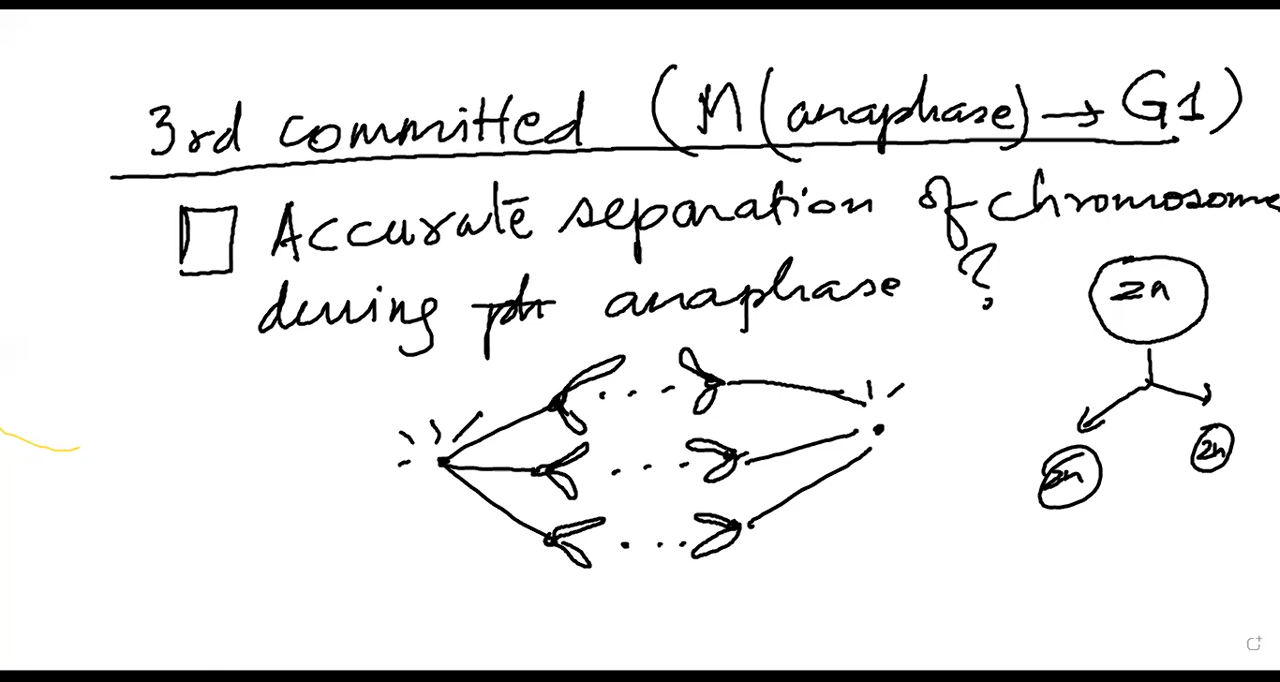 3rd committed (M(anaphase) → G1)
Accurate separation of chromosome
during anaphase ?
2n
2n
2n